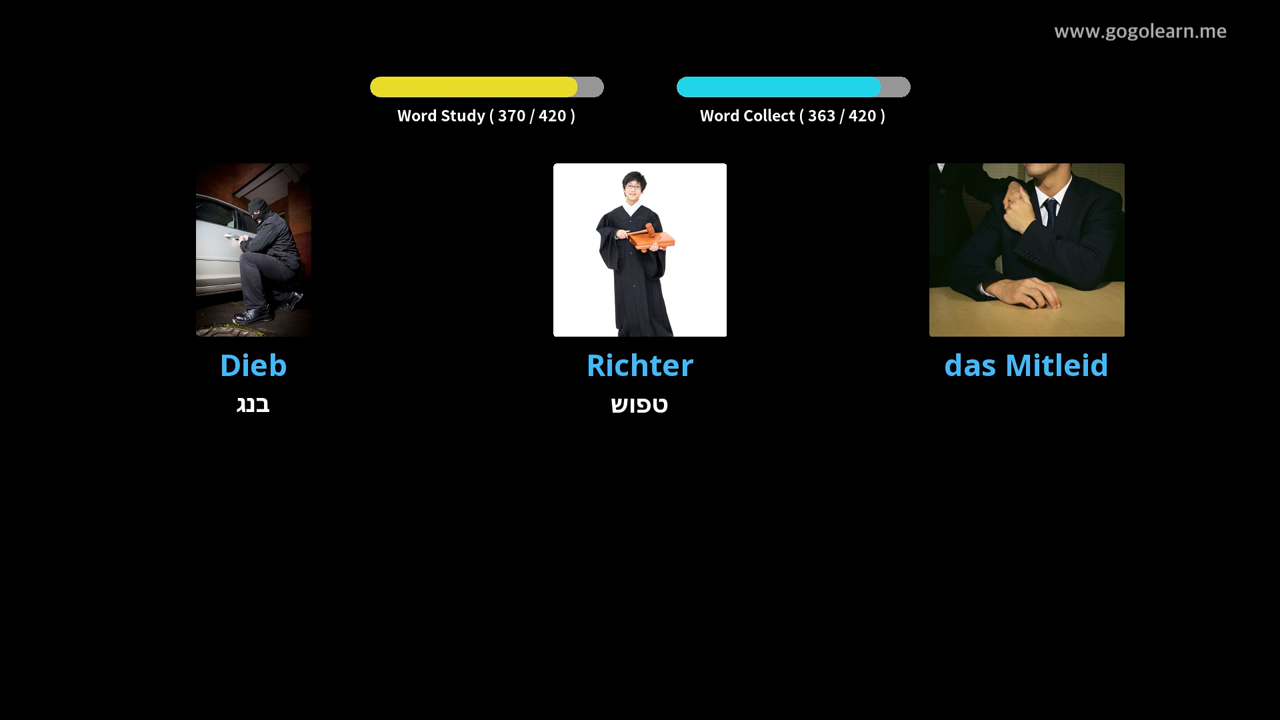 www.gogolearn.me
Word Study ( 370 / 420 )
Word Collect ( 363 / 420 )
Dieb
בנג
Richter
טפוש
das Mitleid